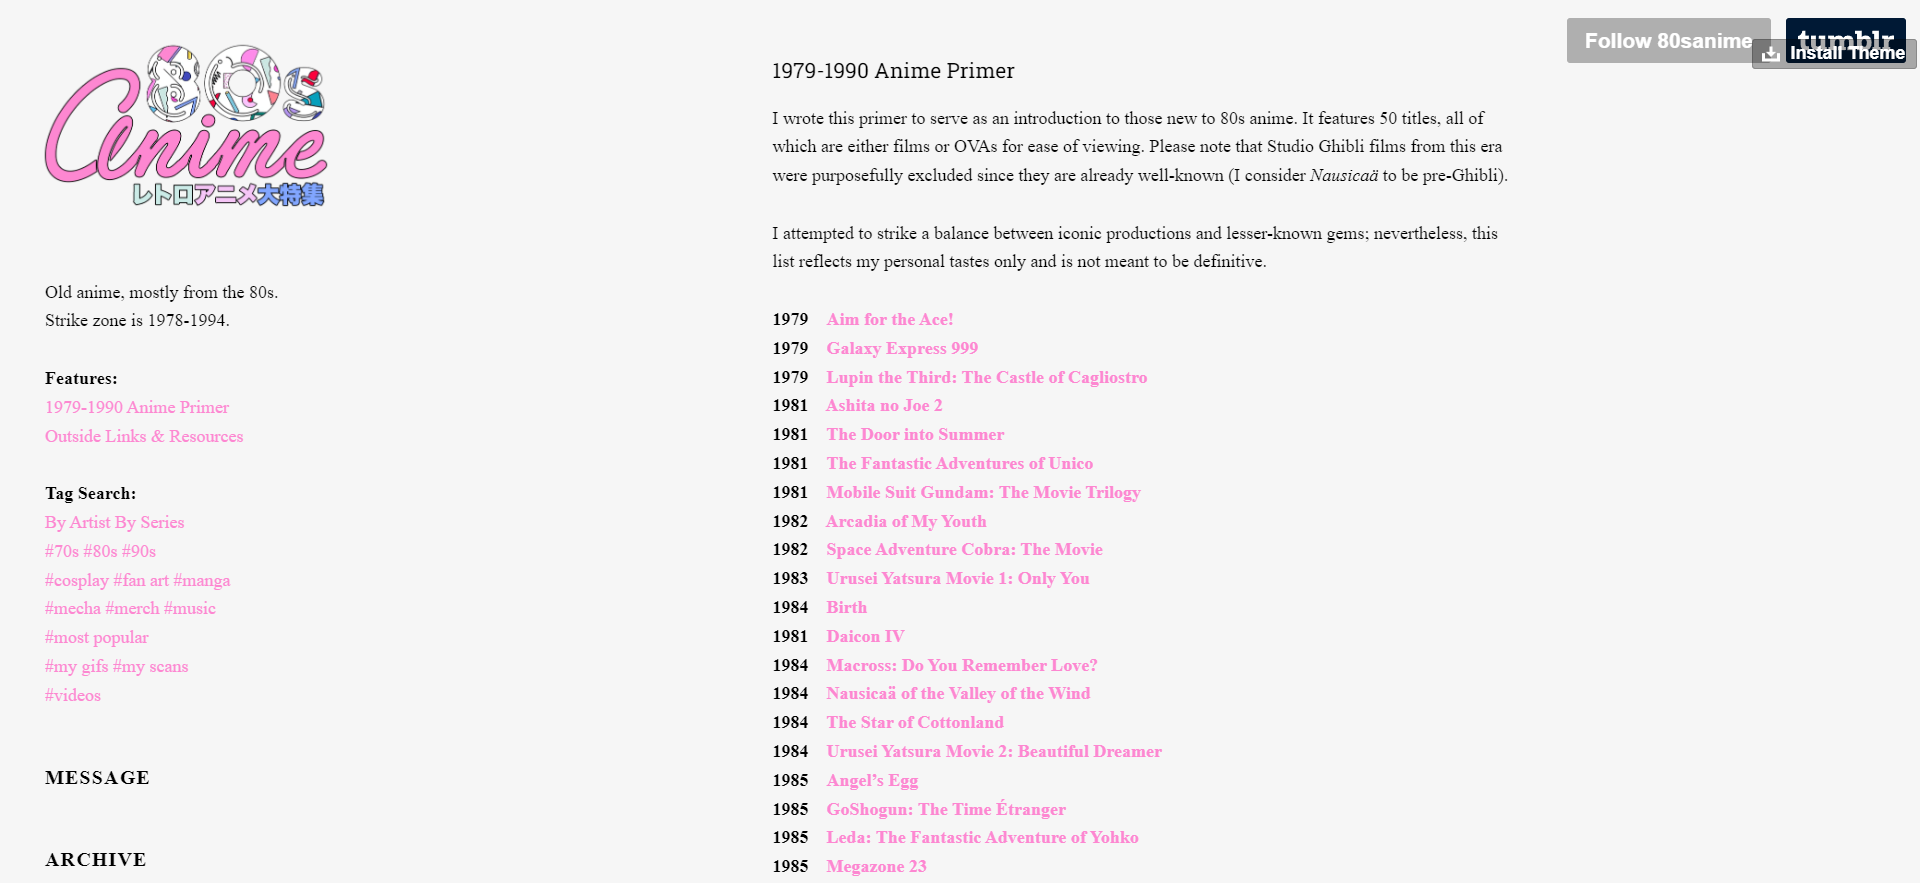 80s
anime
レトロアニメ大特集
Old anime, mostly from the 80s.
Strike zone is 1978-1994.
Features:
1979-1990 Anime Primer
Outside Links & Resources
Tag Search:
By Artist By Series
#70s #80s #90s
#cosplay #fan art #manga
#mecha #merch #music
#most popular
#my gifs #my scans
#videos
MESSAGE
ARCHIVE
Follow 80sanime
tumblr
Install Theme
1979-1990 Anime Primer
I wrote this primer to serve as an introduction to those new to 80s anime. It features 50 titles, all of
which are either films or OVAs for ease of viewing. Please note that Studio Ghibli films from this era
were purposefully excluded since they are already well-known (I consider Nausicaä to be pre-Ghibli).
I attempted to strike a balance between iconic productions and lesser-known gems; nevertheless, this
list reflects my personal tastes only and is not meant to be definitive.
1979 Aim for the Ace!
1979 Galaxy Express 999
1979 Lupin the Third: The Castle of Cagliostro
1981 Ashita no Joe 2
1981 The Door into Summer
1981 The Fantastic Adventures of Unico
1981 Mobile Suit Gundam: The Movie Trilogy
1982 Arcadia of My Youth
1982 Space Adventure Cobra: The Movie
1983 Urusei Yatsura Movie 1: Only You
1984 Birth
1981 Daicon IV
1984 Macross: Do You Remember Love?
1984 Nausicaä of the Valley of the Wind
1984 The Star of Cottonland
1984 Urusei Yatsura Movie 2: Beautiful Dreamer
1985 Angel’s Egg
1985 GoShogun: The Time Étranger
1985 Leda: The Fantastic Adventure of Yohko
1985 Megazone 23